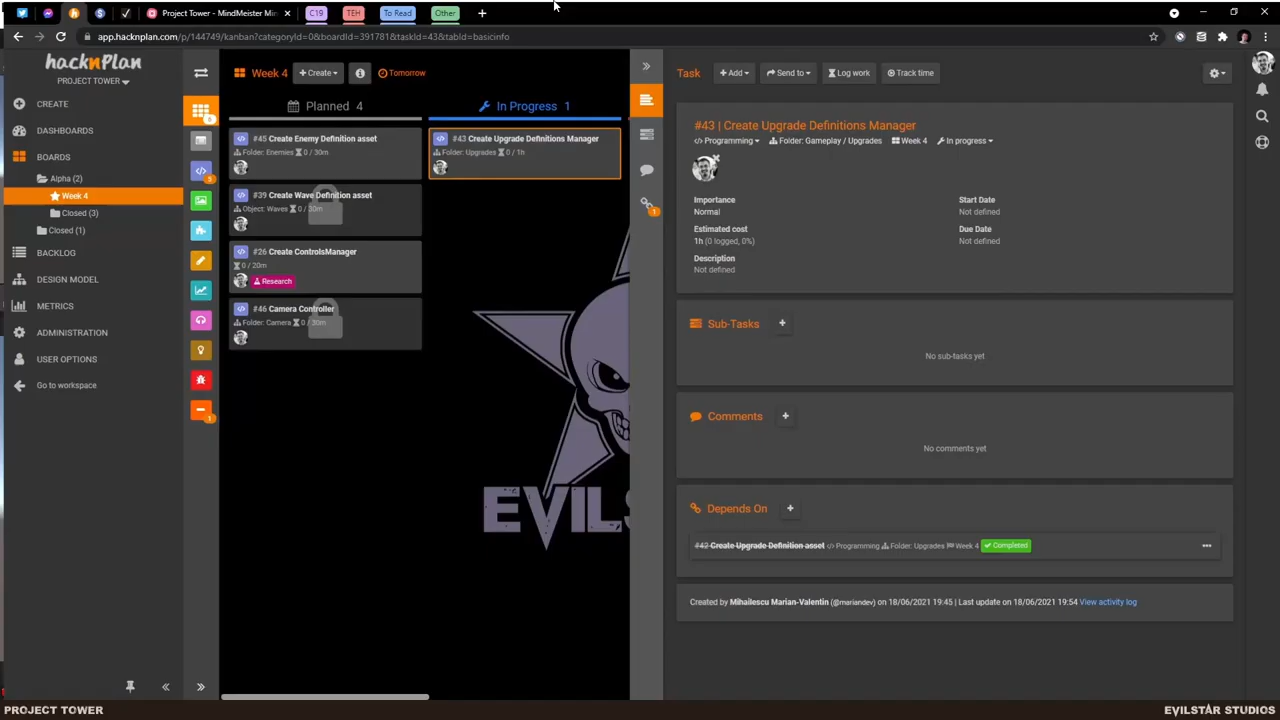 Project Tower - MindMeister Min
C19
TEH
To Read
Other
app.hacknplan.com/p/144749/kanban?categoryId=0&boardId=391781&taskId=43&tabId=basicinfo
hacknPlan
PROJECT TOWER
CREATE
DASHBOARDS
BOARDS
Alpha (2)
Week 4
Closed (3)
Closed (1)
BACKLOG
DESIGN MODEL
METRICS
ADMINISTRATION
USER OPTIONS
Go to workspace
Week 4
Create
Tomorrow
Planned 4
#45 Create Enemy Definition asset
Folder: Enemies 0 / 30m
#39 Create Wave Definition asset
Object: Waves 0 / 30m
#26 Create ControlsManager
0 / 20m
Research
#46 Camera Controller
Folder: Camera 0 / 30m
In Progress 1
#43 Create Upgrade Definitions Manager
Folder: Upgrades 0 / 1h
EVILS
1
Task
Add
Send to
Log work
Track time
#43 | Create Upgrade Definitions Manager
Programming Folder: Gameplay / Upgrades Week 4 In progress
Importance
Normal
Start Date
Not defined
Estimated cost
1h (0 logged, 0%)
Due Date
Not defined
Description
Not defined
Sub-Tasks
No sub-tasks yet
Comments
No comments yet
Depends On
#42 Create Upgrade Definition asset Programming Folder: Upgrades Week 4 Completed
Created by Mihailescu Marian-Valentin (@mariandev) on 18/06/2021 19:45 | Last update on 18/06/2021 19:54 View activity log
PROJECT TOWER
EVILSTAR STUDIOS